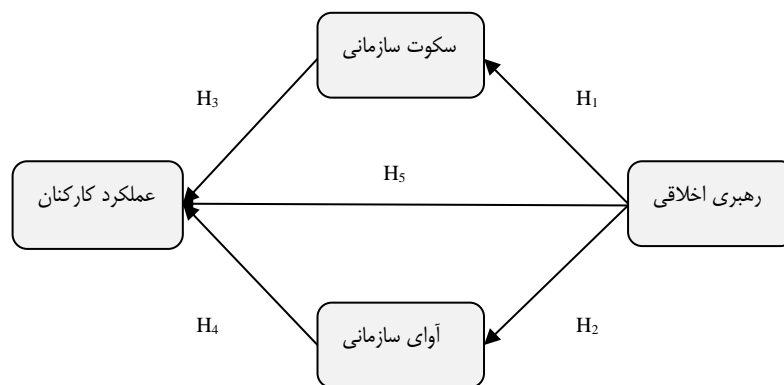 سکوت سازمانی
H3
H1
عملکرد کارکنان
H5
رهبری اخلاقی
H4
آوای سازمانی
H2